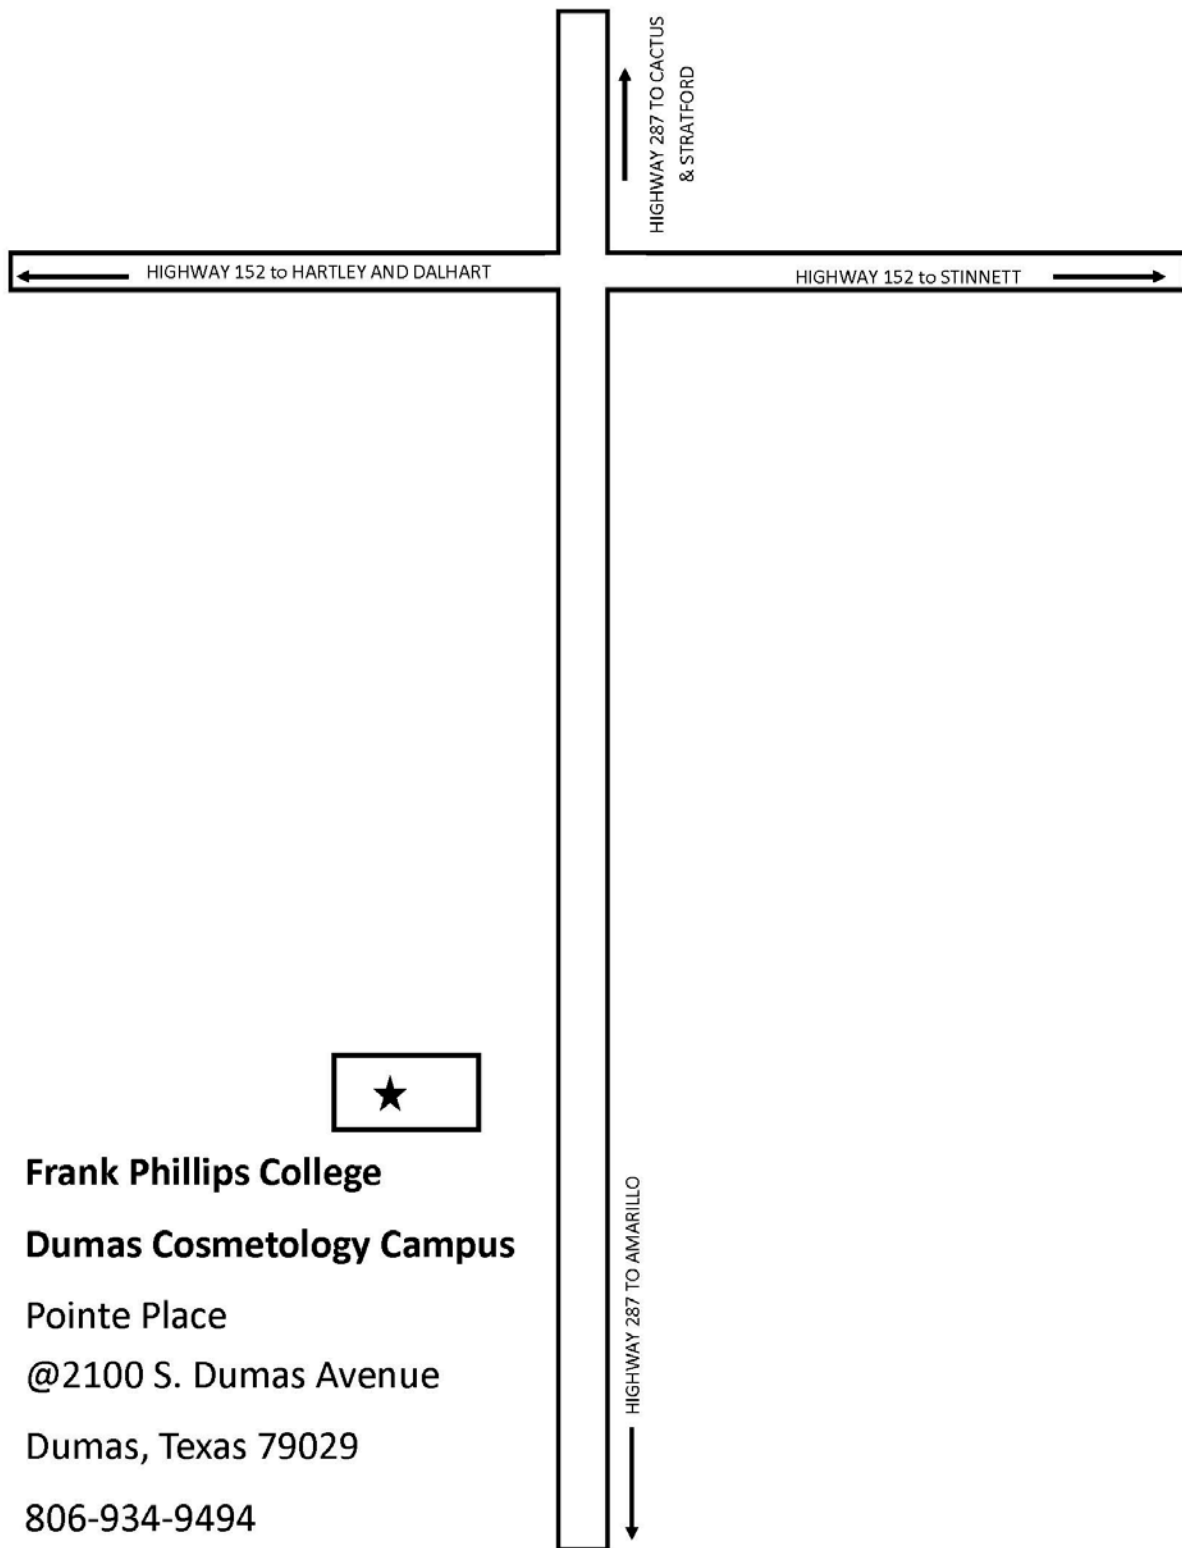 HIGHWAY 287 TO CACTUS
& STRATFORD
HIGHWAY 152 to HARTLEY AND DALHART
HIGHWAY 152 to STINNETT
Frank Phillips College
Dumas Cosmetology Campus
Pointe Place
@2100 S. Dumas Avenue
Dumas, Texas 79029
806-934-9494
HIGHWAY 287 TO AMARILLO